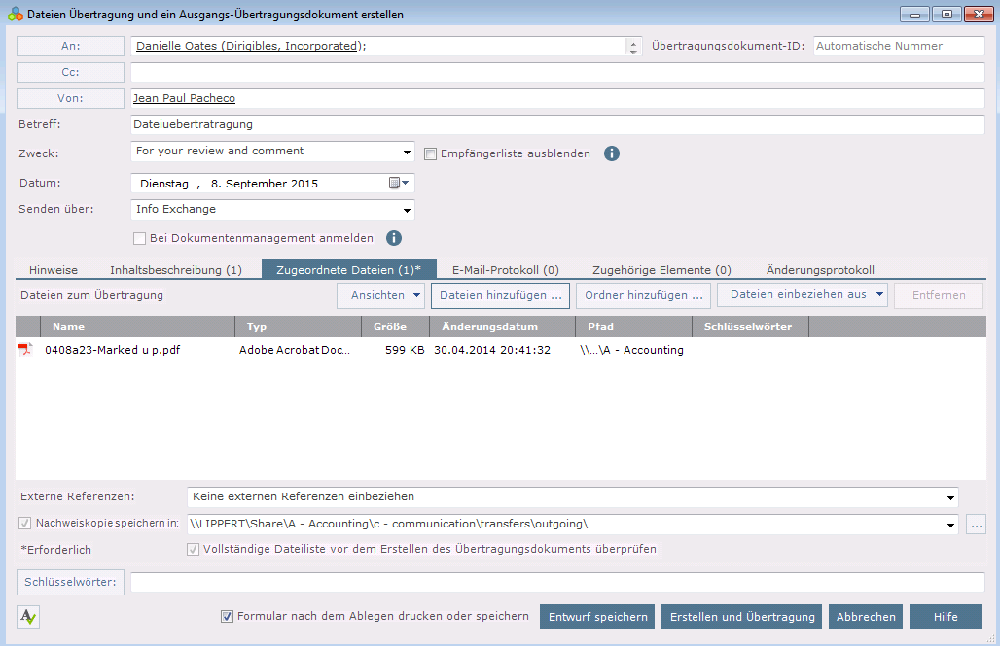 Dateien Übertragung und ein Ausgangs-Übertragungsdokument erstellen
An: Danielle Oates (Dirigibles, Incorporated); Übertragungsdokument-ID: Automatische Nummer
Cc:
Von: Jean Paul Pacheco
Betreff: Dateiuebertratragung
Zweck: For your review and comment Empfängerliste ausblenden i
Datum: Dienstag , 8. September 2015
Senden über: Info Exchange
Bei Dokumentenmanagement anmelden i
Hinweise Inhaltsbeschreibung (1) Zugeordnete Dateien (1)* E-Mail-Protokoll (0) Zugehörige Elemente (0) Änderungsprotokoll
Dateien zum Übertragung Ansichten Dateien hinzufügen ... Ordner hinzufügen ... Dateien einbeziehen aus Entfernen
Name Typ Größe Änderungsdatum Pfad Schlüsselwörter
0408a23-Marked u p.pdf Adobe Acrobat Doc... 599 KB 30.04.2014 20:41:32 \\...\A - Accounting
Externe Referenzen: Keine externen Referenzen einbeziehen
Nachweiskopie speichern in: \\LIPPERT\Share\A - Accounting\c - communication\transfers\outgoing\ ...
*Erforderlich Vollständige Dateiliste vor dem Erstellen des Übertragungsdokuments überprüfen
Schlüsselwörter:
A Formular nach dem Ablegen drucken oder speichern Entwurf speichern Erstellen und Übertragung Abbrechen Hilfe